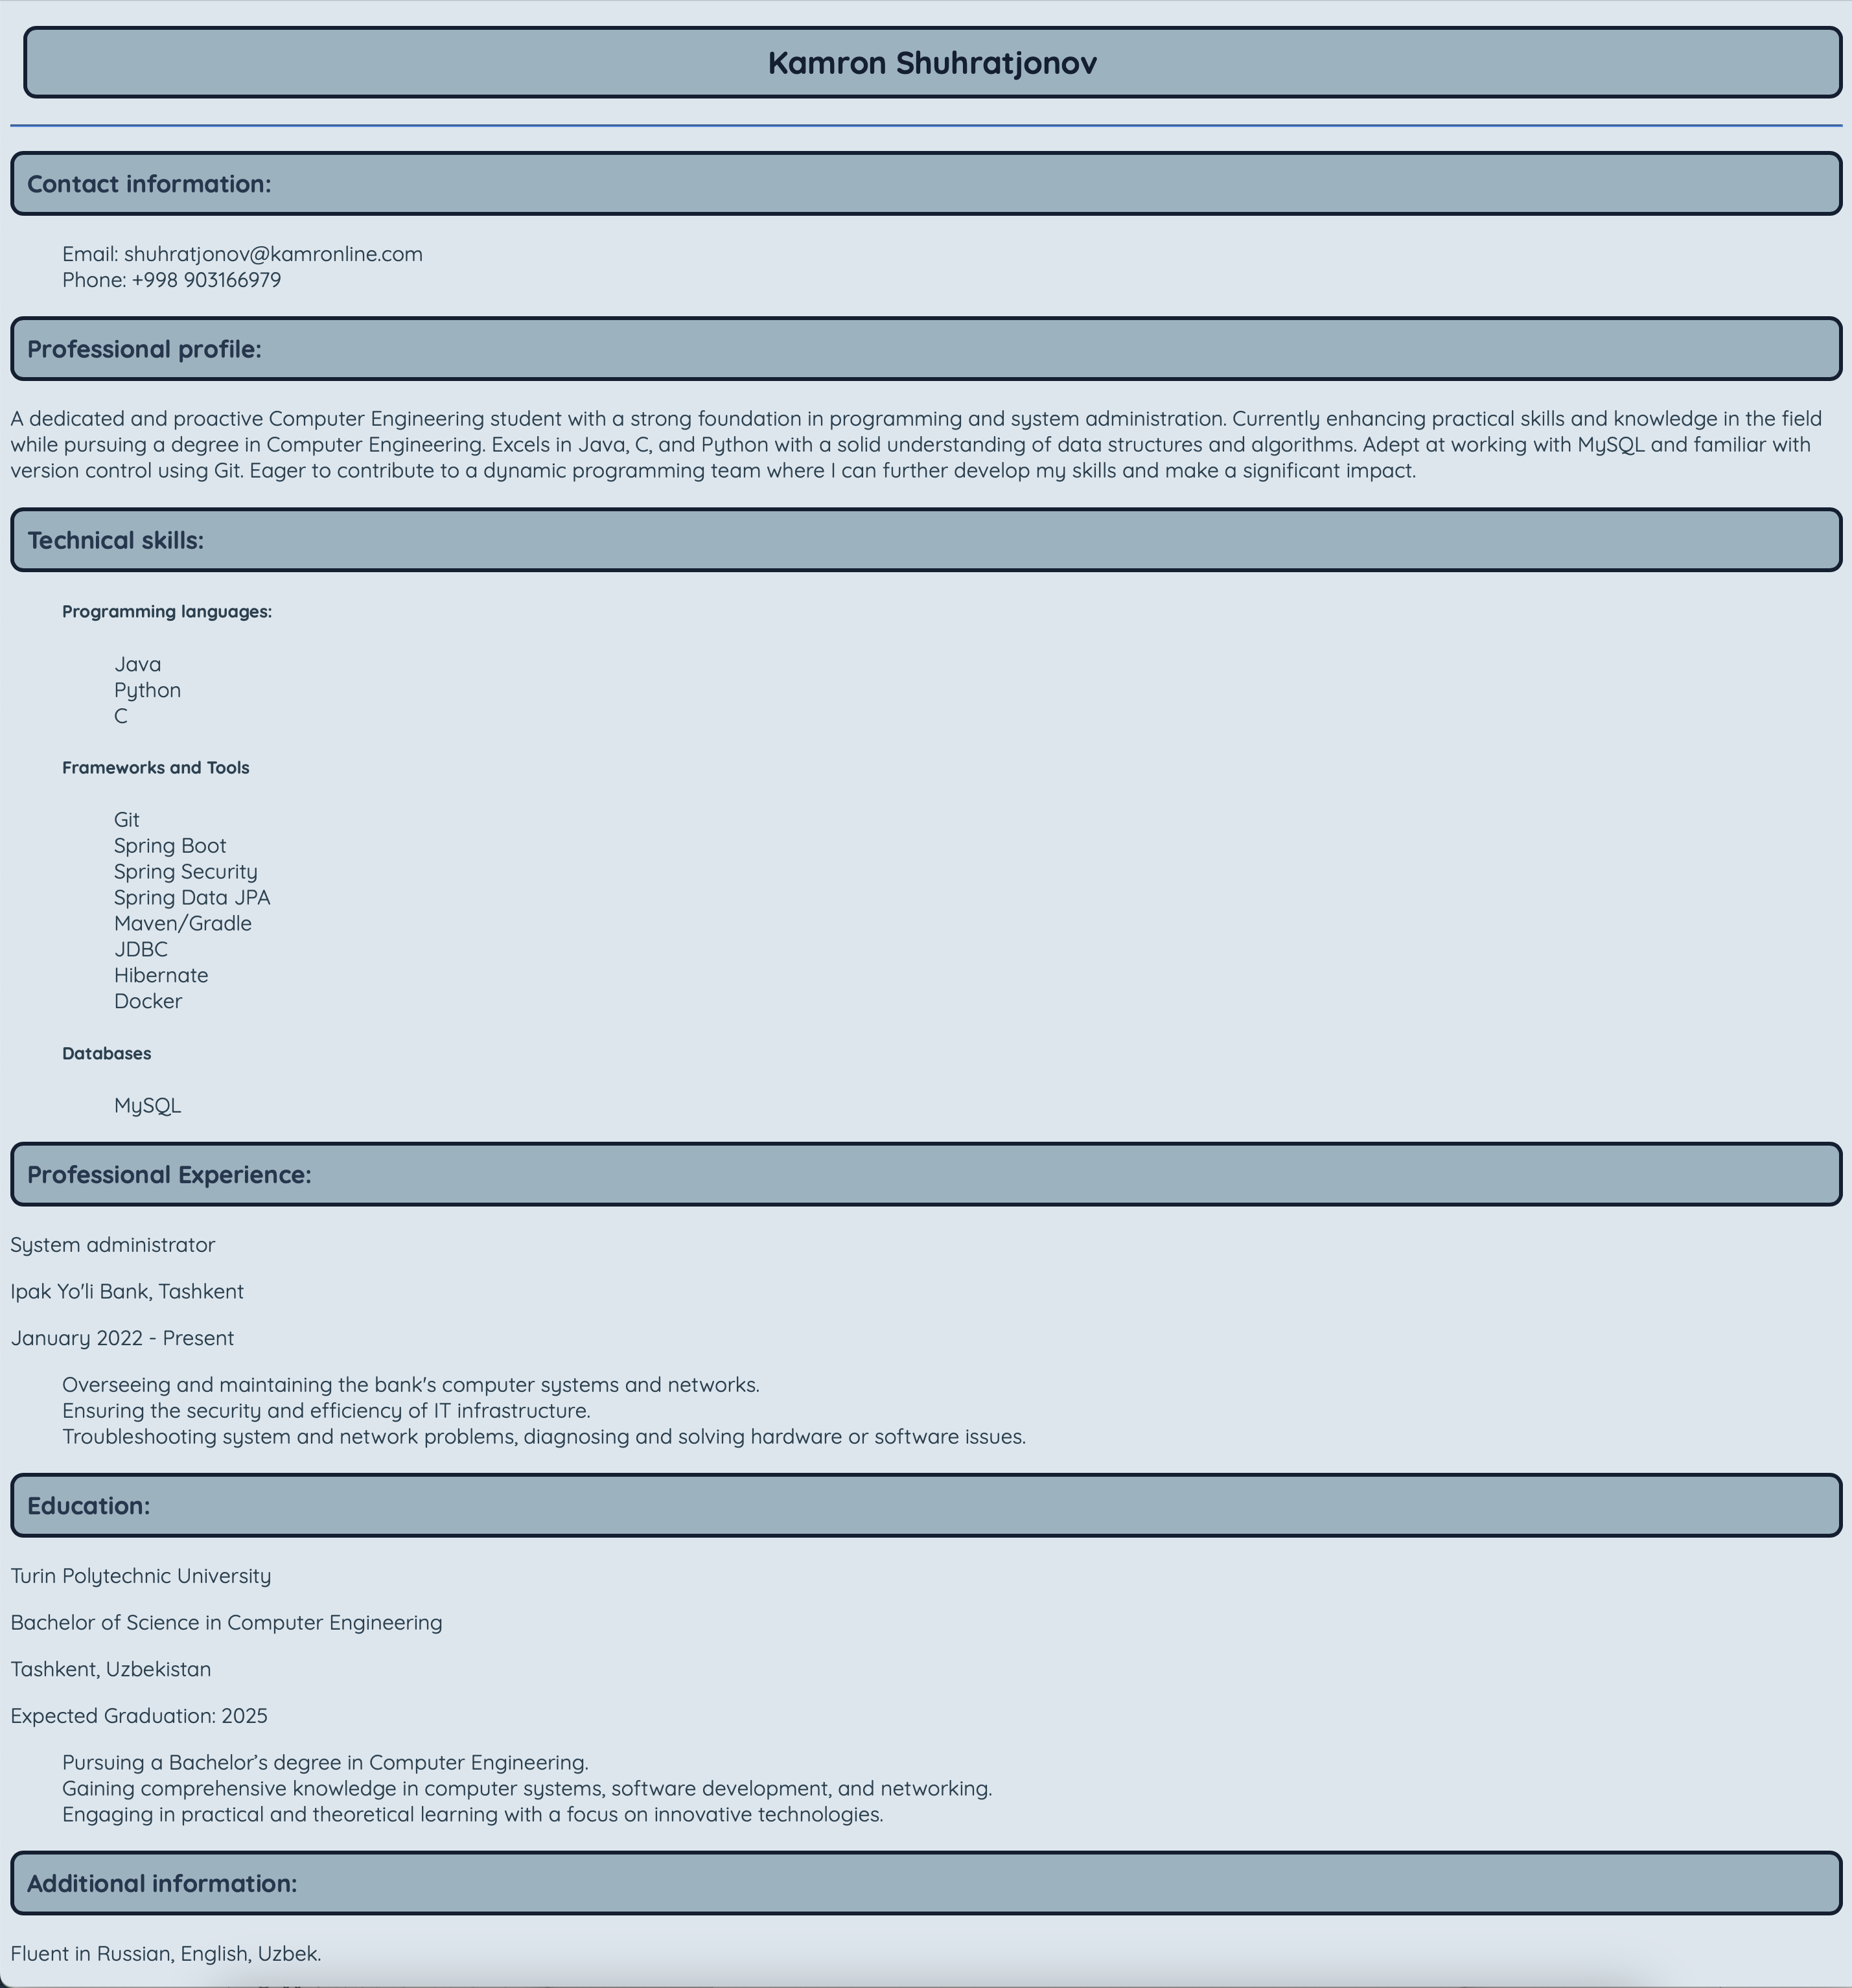 Kamron Shuhratjonov
Contact information:
Email: shuhratjonov@kamronline.com
Phone: +998 903166979
Professional profile:
A dedicated and proactive Computer Engineering student with a strong foundation in programming and system administration. Currently enhancing practical skills and knowledge in the field
while pursuing a degree in Computer Engineering. Excels in Java, C, and Python with a solid understanding of data structures and algorithms. Adept at working with MySQL and familiar with
version control using Git. Eager to contribute to a dynamic programming team where I can further develop my skills and make a significant impact.
Technical skills:
Programming languages:
Java
Python
C
Frameworks and Tools
Git
Spring Boot
Spring Security
Spring Data JPA
Maven/Gradle
JDBC
Hibernate
Docker
Databases
MySQL
Professional Experience:
System administrator
Ipak Yo'li Bank, Tashkent
January 2022 - Present
Overseeing and maintaining the bank's computer systems and networks.
Ensuring the security and efficiency of IT infrastructure.
Troubleshooting system and network problems, diagnosing and solving hardware or software issues.
Education:
Turin Polytechnic University
Bachelor of Science in Computer Engineering
Tashkent, Uzbekistan
Expected Graduation: 2025
Pursuing a Bachelor’s degree in Computer Engineering.
Gaining comprehensive knowledge in computer systems, software development, and networking.
Engaging in practical and theoretical learning with a focus on innovative technologies.
Additional information:
Fluent in Russian, English, Uzbek.